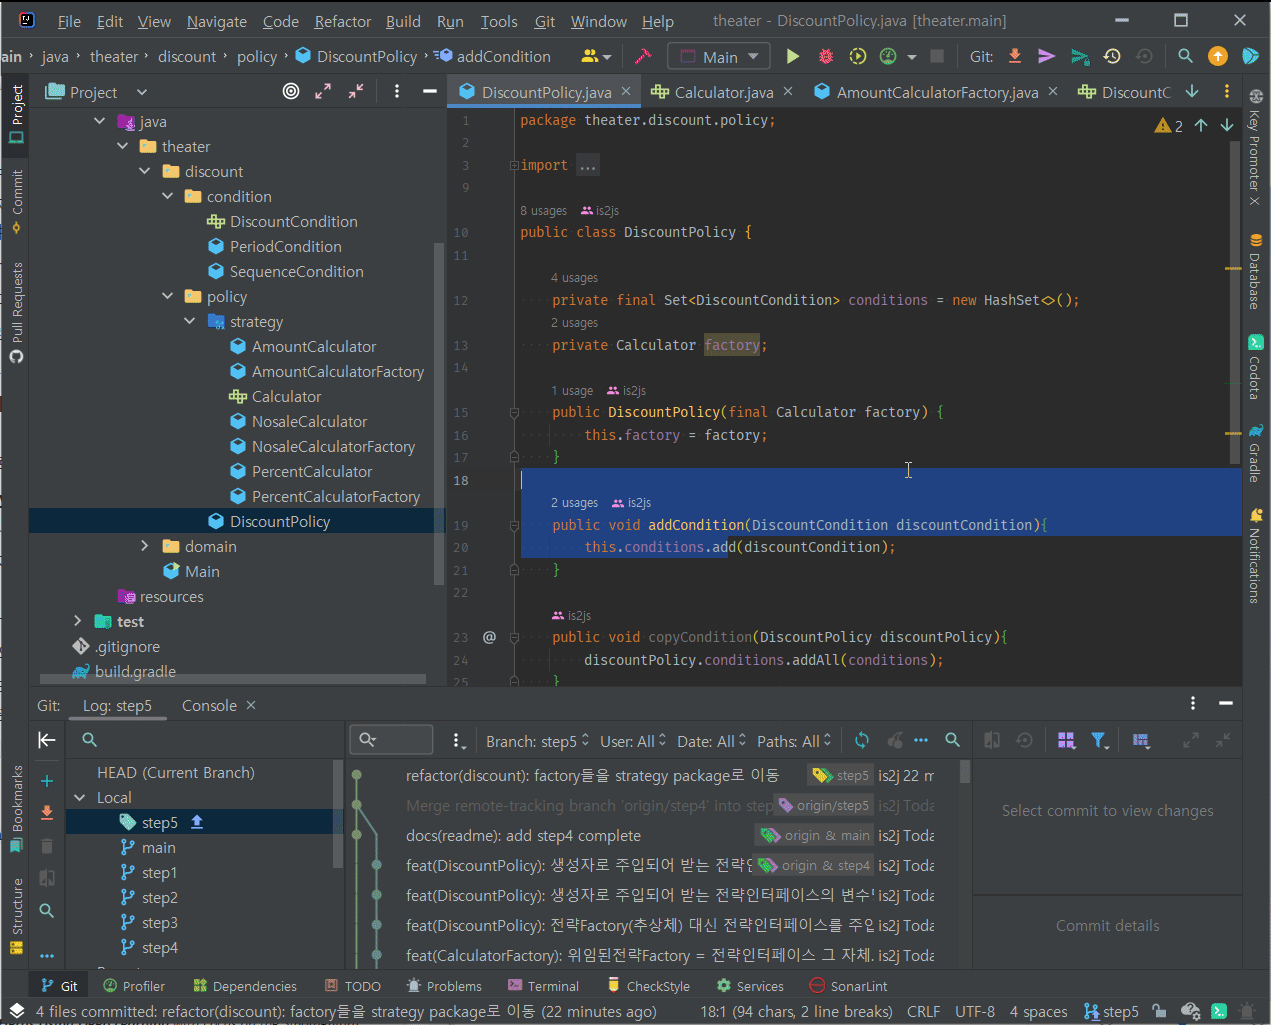 File Edit View Navigate Code Refactor Build Run Tools Git Window Help theater - DiscountPolicy.java [theater.main]
ain › java › theater › discount › policy › DiscountPolicy › addCondition Main Git:
Project
DiscountPolicy.java Calculator.java AmountCalculatorFactory.java DiscountC
java
theater
discount
condition
DiscountCondition
PeriodCondition
SequenceCondition
policy
strategy
AmountCalculator
AmountCalculatorFactory
Calculator
NosaleCalculator
NosaleCalculatorFactory
PercentCalculator
PercentCalculatorFactory
DiscountPolicy
domain
Main
resources
test
.gitignore
build.gradle
2
1 package theater.discount.policy;
2
3 import ...
9
8 usages is2js
10 public class DiscountPolicy {
11
4 usages
12 private final Set<DiscountCondition> conditions = new HashSet<>();
2 usages
13 private Calculator factory;
14
1 usage is2js
15 public DiscountPolicy(final Calculator factory) {
16 this.factory = factory;
17 }
18
2 usages is2js
19 public void addCondition(DiscountCondition discountCondition){
20 this.conditions.add(discountCondition);
21 }
22
is2js
23 @ public void copyCondition(DiscountPolicy discountPolicy){
24 discountPolicy.conditions.addAll(conditions);
25 }
Project
Commit
Pull Requests
Bookmarks
Structure
Key Promoter X
Database
Codota
Gradle
Notifications
Git: Log: step5 Console
Branch: step5 User: All Date: All Paths: All
HEAD (Current Branch)
Local
step5
main
step1
step2
step3
step4
refactor(discount): factory들을 strategy package로 이동 step5 is2j 22 m
Merge remote-tracking branch 'origin/step4' into step origin/step5 is2j Toda
docs(readme): add step4 complete origin & main is2j Toda
feat(DiscountPolicy): 생성자로 주입되어 받는 전략인 origin & step4 is2j Toda
feat(DiscountPolicy): 생성자로 주입되어 받는 전략인터페이스의 변수 is2j Toda
feat(DiscountPolicy): 전략Factory(추상체) 대신 전략인터페이스를 주입 is2j Toda
feat(CalculatorFactory): 위임된전략Factory = 전략인터페이스 그 자체. is2j Toda
Select commit to view changes
Commit details
Git Profiler Dependencies TODO Problems Terminal CheckStyle Services SonarLint
4 files committed: refactor(discount): factory들을 strategy package로 이동 (22 minutes ago) 18:1 (94 chars, 2 line breaks) CRLF UTF-8 4 spaces step5